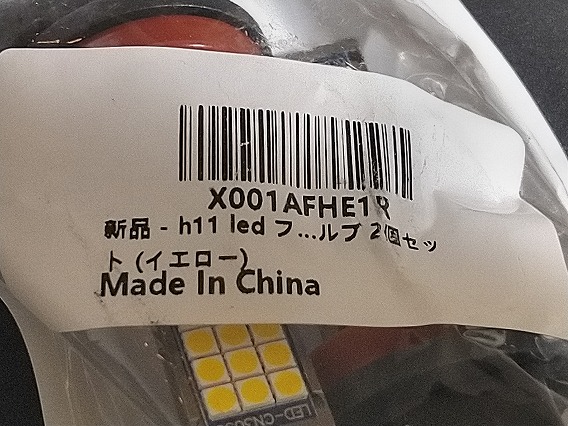 X001AFHE1R
新品 - h11 led フ...ルブ 2個セッ
ト (イエロー)
Made In China